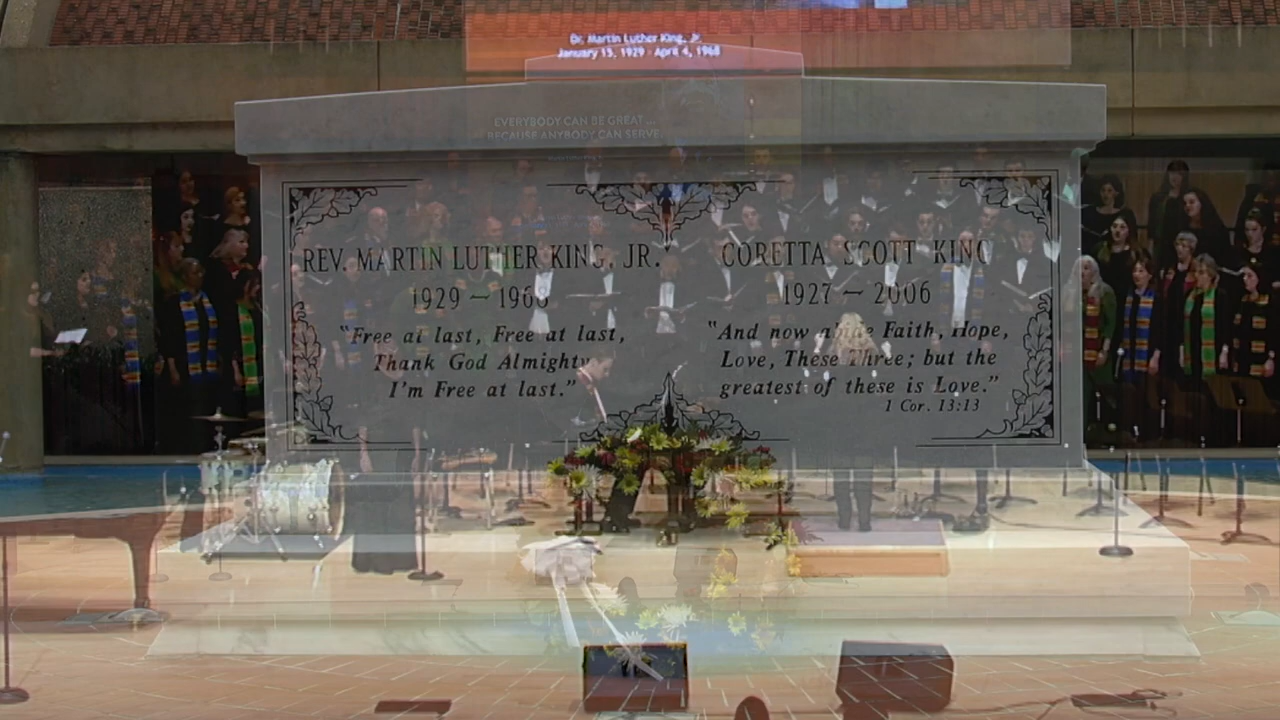 Dr. Martin Luther King, Jr.
January 15, 1929 - April 4, 1968
EVERYBODY CAN BE GREAT ...
BECAUSE ANYBODY CAN SERVE.
REV. MARTIN LUTHER KING, JR.
1929 – 1968
"Free at last, Free at last,
Thank God Almighty
I'm Free at last."
CORETTA SCOTT KING
1927 – 2006
"And now abide Faith, Hope,
Love, These Three; but the
greatest of these is Love."
1 Cor. 13:13